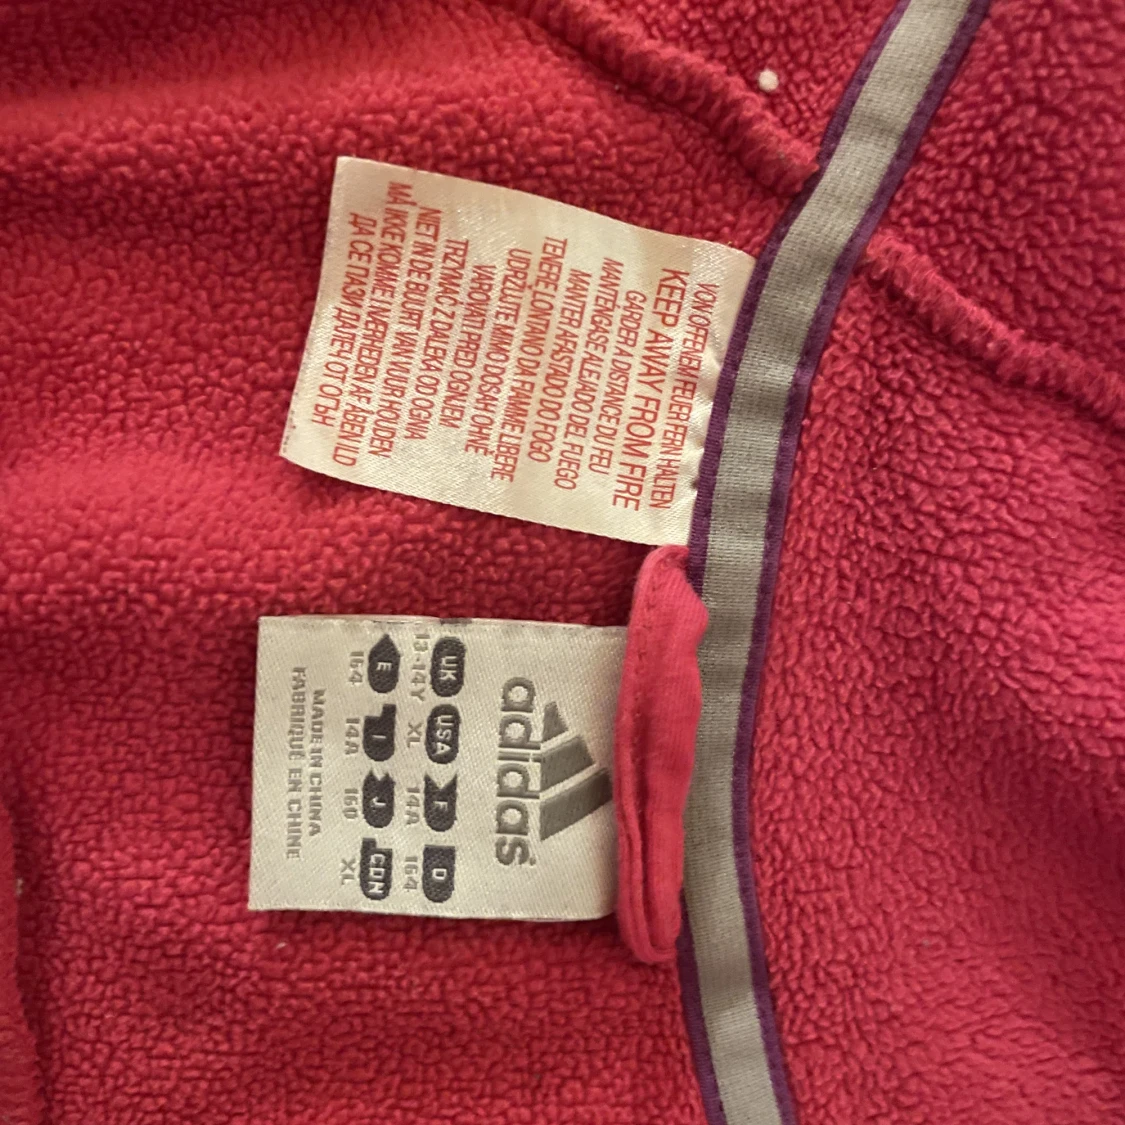 VON OFFENEM FEUER FERN HALTEN
KEEP AWAY FROM FIRE
GARDER A DISTANCE DU FEU
MANTENGASE ALEJADO DEL FUEGO
MANTER AFASTADO DO FOGO
TENERE LONTANO DA FIAMME LIBERE
UDRŽUJTE MIMO DOSAH OHNĚ
VAROVATI PRED OGNJEM
TRZYMAĆ Z DALEKA OD OGNIA
NIET IN DE BUURT VAN VUUR HOUDEN
MÅ IKKE KOMME I NÆRHEDEN AF ÅBEN ILD
ДА СЕ ПАЗИ ДАЛЕЧ ОТ ОГЪН
adidas
UK USA F D
13-14Y XL 14A 164
E I J CDN
164 14A 160 XL
MADE IN CHINA
FABRIQUÉ EN CHINE